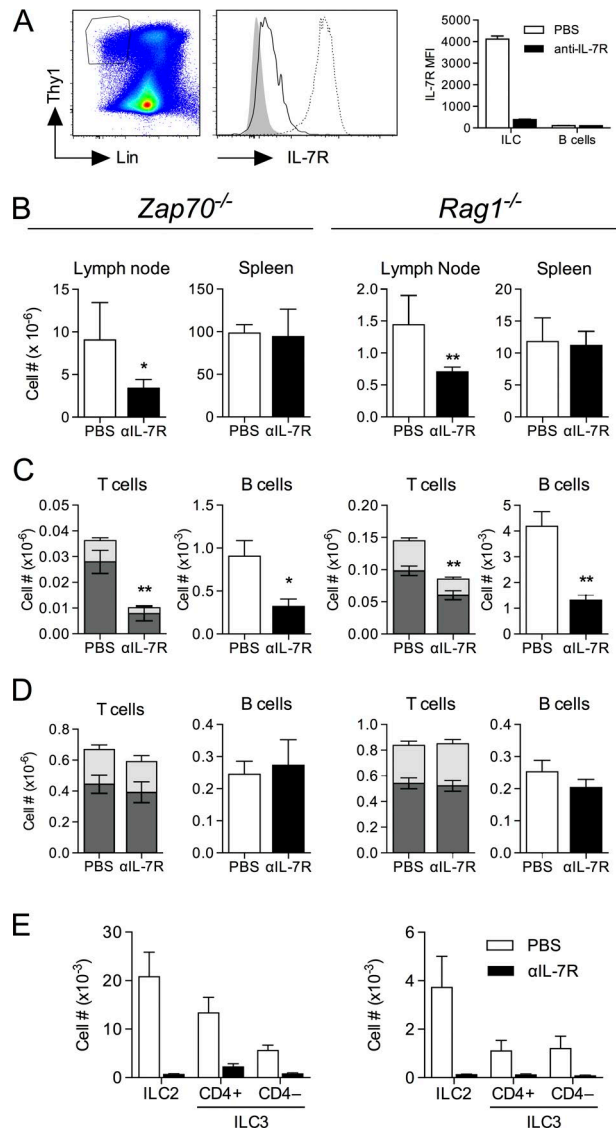 A
Thy1
Lin
IL-7R
IL-7R MFI
5000
4000
3000
2000
1000
0
ILC
B cells
PBS
anti-IL-7R
B
Zap70-/-
Rag1-/-
Lymph node
Spleen
Lymph Node
Spleen
Cell # (x 10-6)
15
10
5
0
PBS αIL-7R
*
150
100
50
0
PBS αIL-7R
2.0
1.5
1.0
0.5
0.0
PBS αIL-7R
**
20
15
10
5
0
PBS αIL-7R
C
T cells
B cells
T cells
B cells
Cell # (x10-6)
0.05
0.04
0.03
0.02
0.01
0.00
PBS αIL-7R
**
Cell # (x10-3)
1.5
1.0
0.5
0.0
PBS αIL-7R
*
Cell # (x10-6)
0.20
0.15
0.10
0.05
0.00
PBS αIL-7R
**
Cell # (x10-3)
5
4
3
2
1
0
PBS αIL-7R
**
D
T cells
B cells
T cells
B cells
Cell # (x10-6)
0.8
0.6
0.4
0.2
0.0
PBS αIL-7R
0.4
0.3
0.2
0.1
0.0
PBS αIL-7R
1.0
0.8
0.6
0.4
0.2
0.0
PBS αIL-7R
0.4
0.3
0.2
0.1
0.0
PBS αIL-7R
E
Cell # (x10-3)
30
20
10
0
ILC2 CD4+ CD4–
ILC3
Cell # (x10-3)
6
4
2
0
ILC2 CD4+ CD4–
ILC3
PBS
αIL-7R